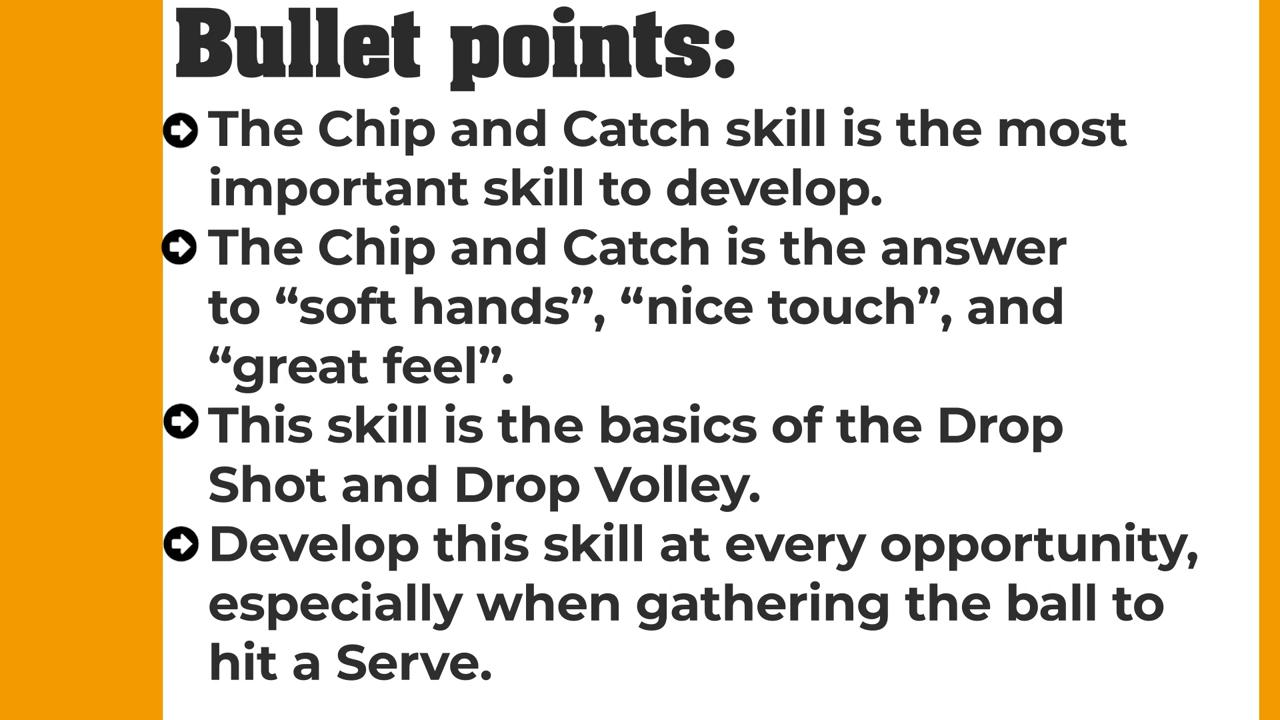 Bullet points:
The Chip and Catch skill is the most
important skill to develop.
The Chip and Catch is the answer
to “soft hands”, “nice touch”, and
“great feel”.
This skill is the basics of the Drop
Shot and Drop Volley.
Develop this skill at every opportunity,
especially when gathering the ball to
hit a Serve.